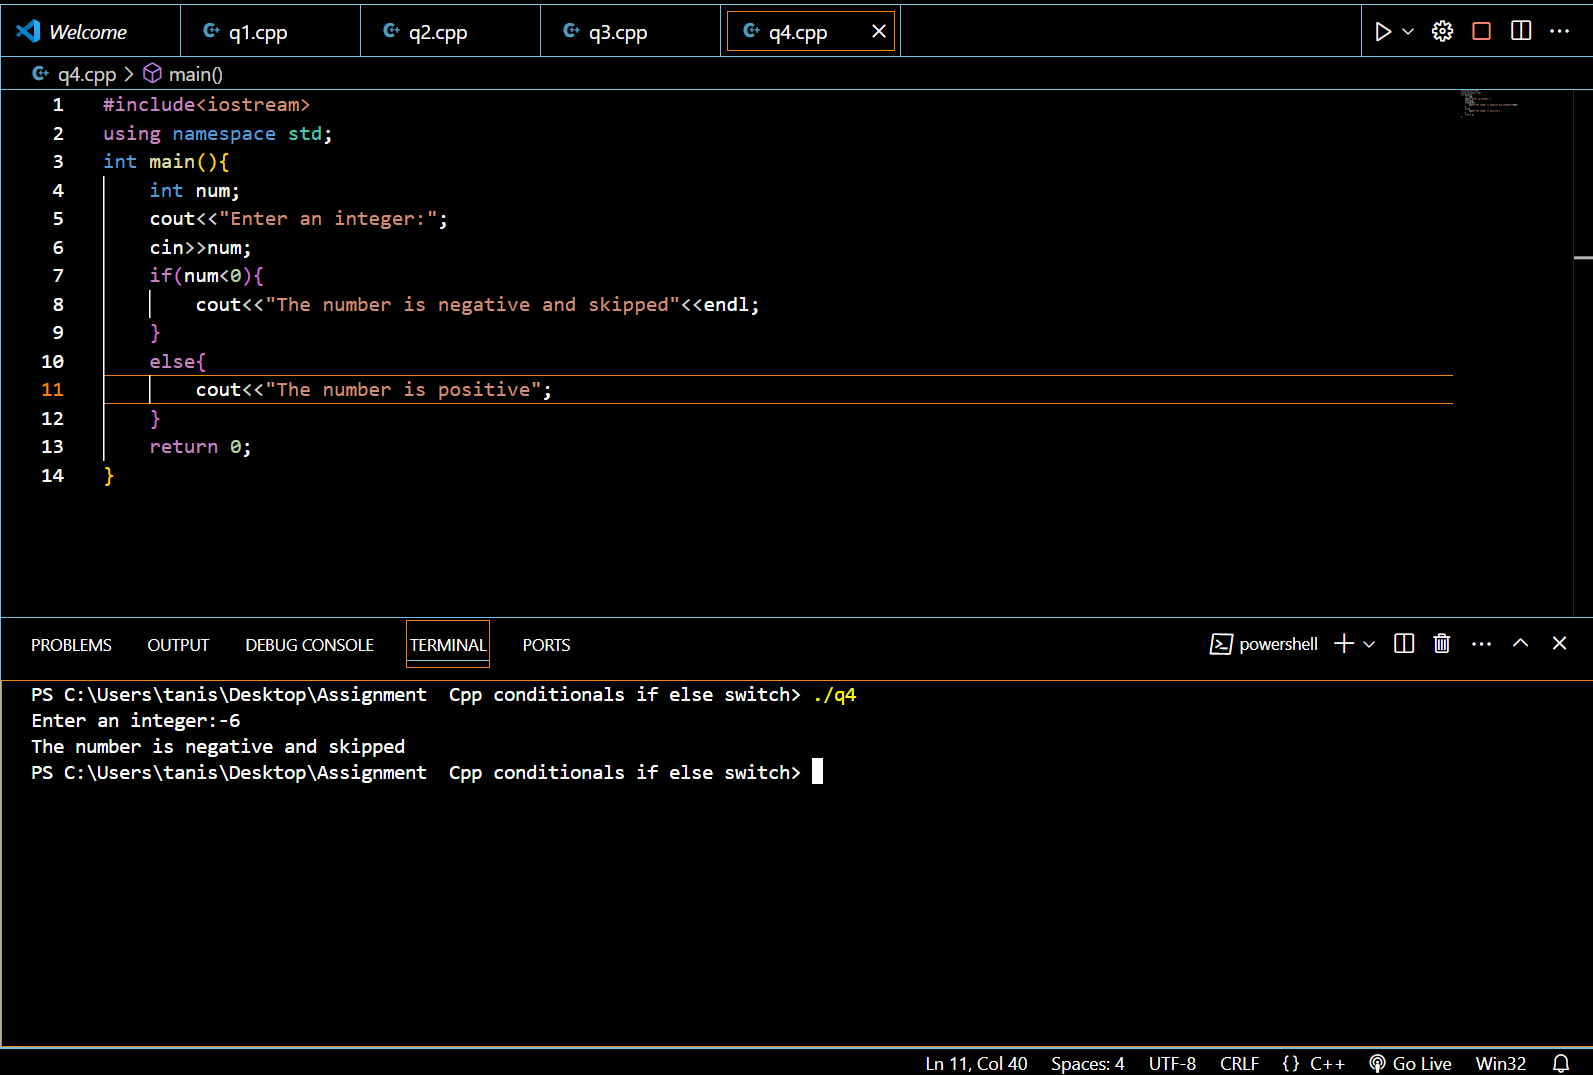 Welcome q1.cpp q2.cpp q3.cpp q4.cpp
q4.cpp > main()
1 #include<iostream>
2 using namespace std;
3 int main(){
4     int num;
5     cout<<"Enter an integer:";
6     cin>>num;
7     if(num<0){
8         cout<<"The number is negative and skipped"<<endl;
9     }
10     else{
11         cout<<"The number is positive";
12     }
13     return 0;
14 }
PROBLEMS OUTPUT DEBUG CONSOLE TERMINAL PORTS powershell
PS C:\Users\tanis\Desktop\Assignment  Cpp conditionals if else switch> ./q4
Enter an integer:-6
The number is negative and skipped
PS C:\Users\tanis\Desktop\Assignment  Cpp conditionals if else switch>
Ln 11, Col 40 Spaces: 4 UTF-8 CRLF {} C++ Go Live Win32